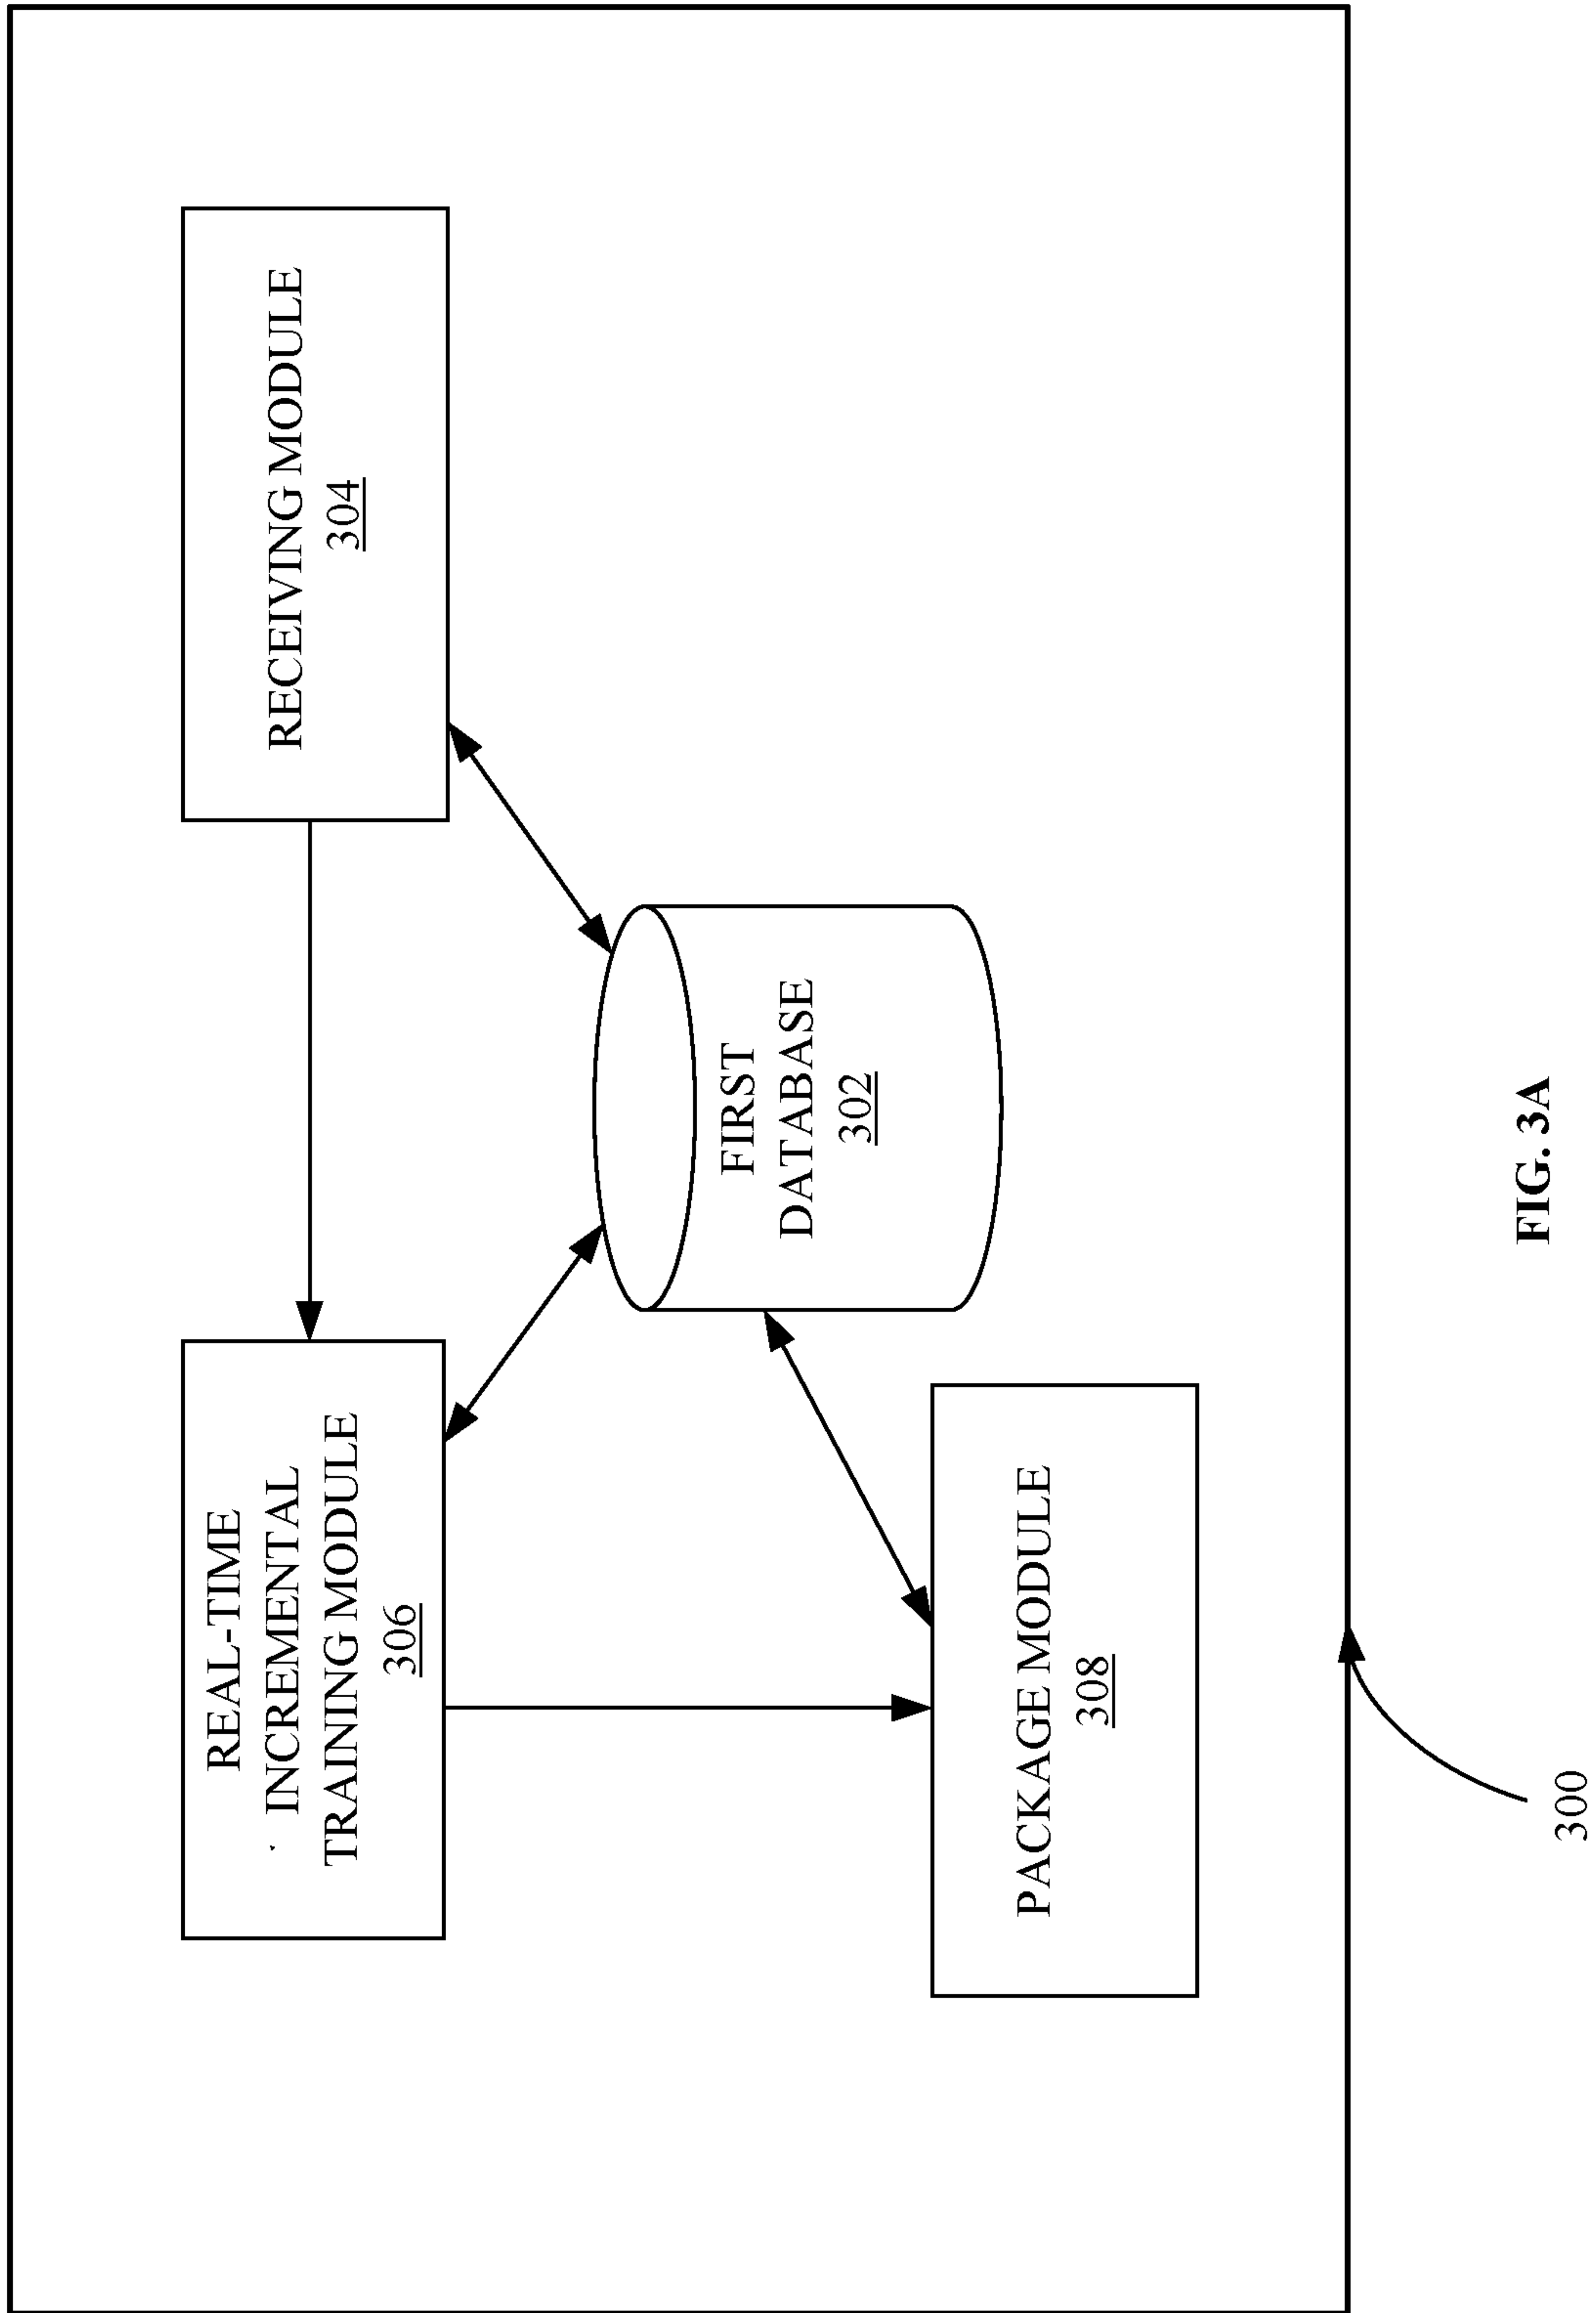 REAL-TIME
INCREMENTAL
TRAINING MODULE
306
RECEIVING MODULE
304
FIRST
DATABASE
302
PACKAGE MODULE
308
300
FIG. 3A